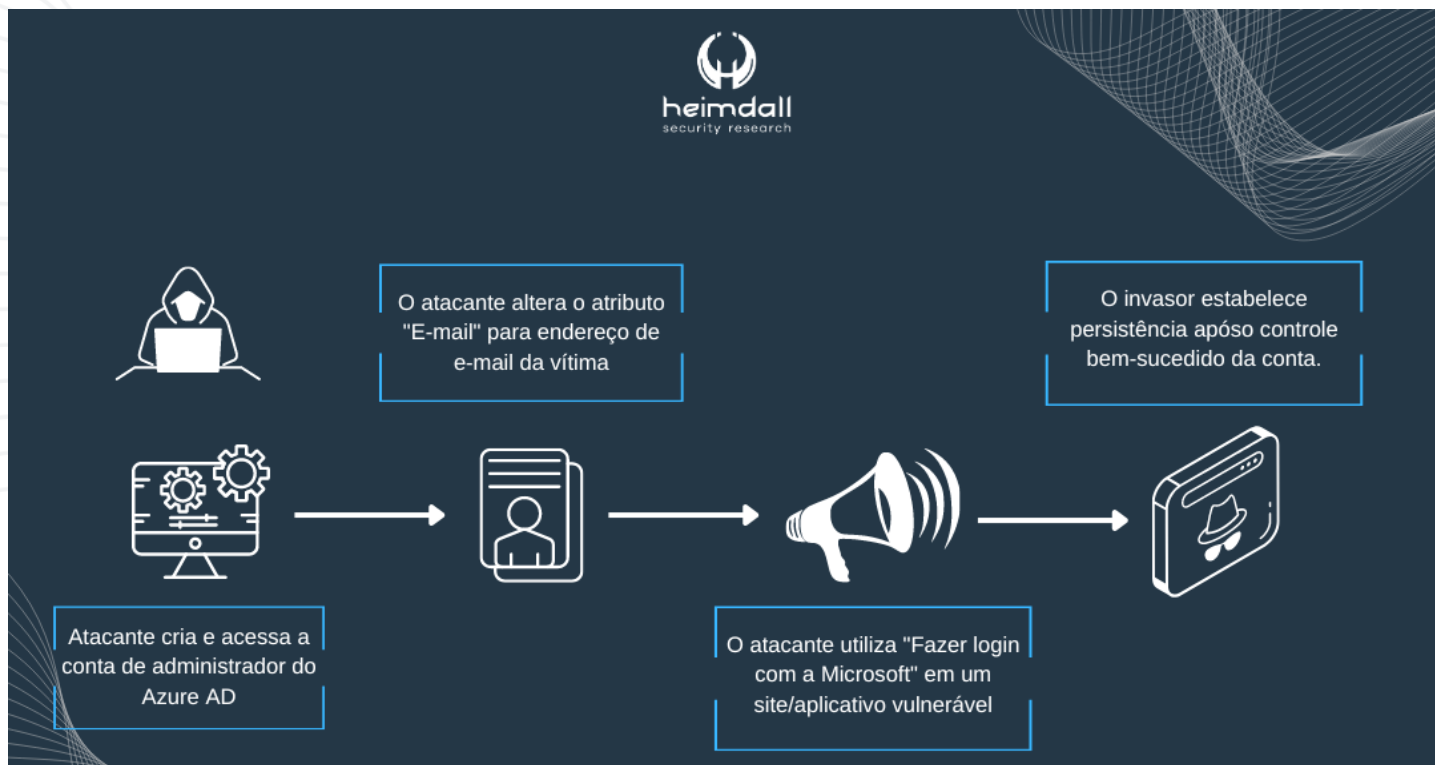 heimdall
security research
Atacante cria e acessa a
conta de administrador do
Azure AD
O atacante altera o atributo
"E-mail" para endereço de
e-mail da vítima
O atacante utiliza "Fazer login
com a Microsoft" em um
site/aplicativo vulnerável
O invasor estabelece
persistência apóso controle
bem-sucedido da conta.